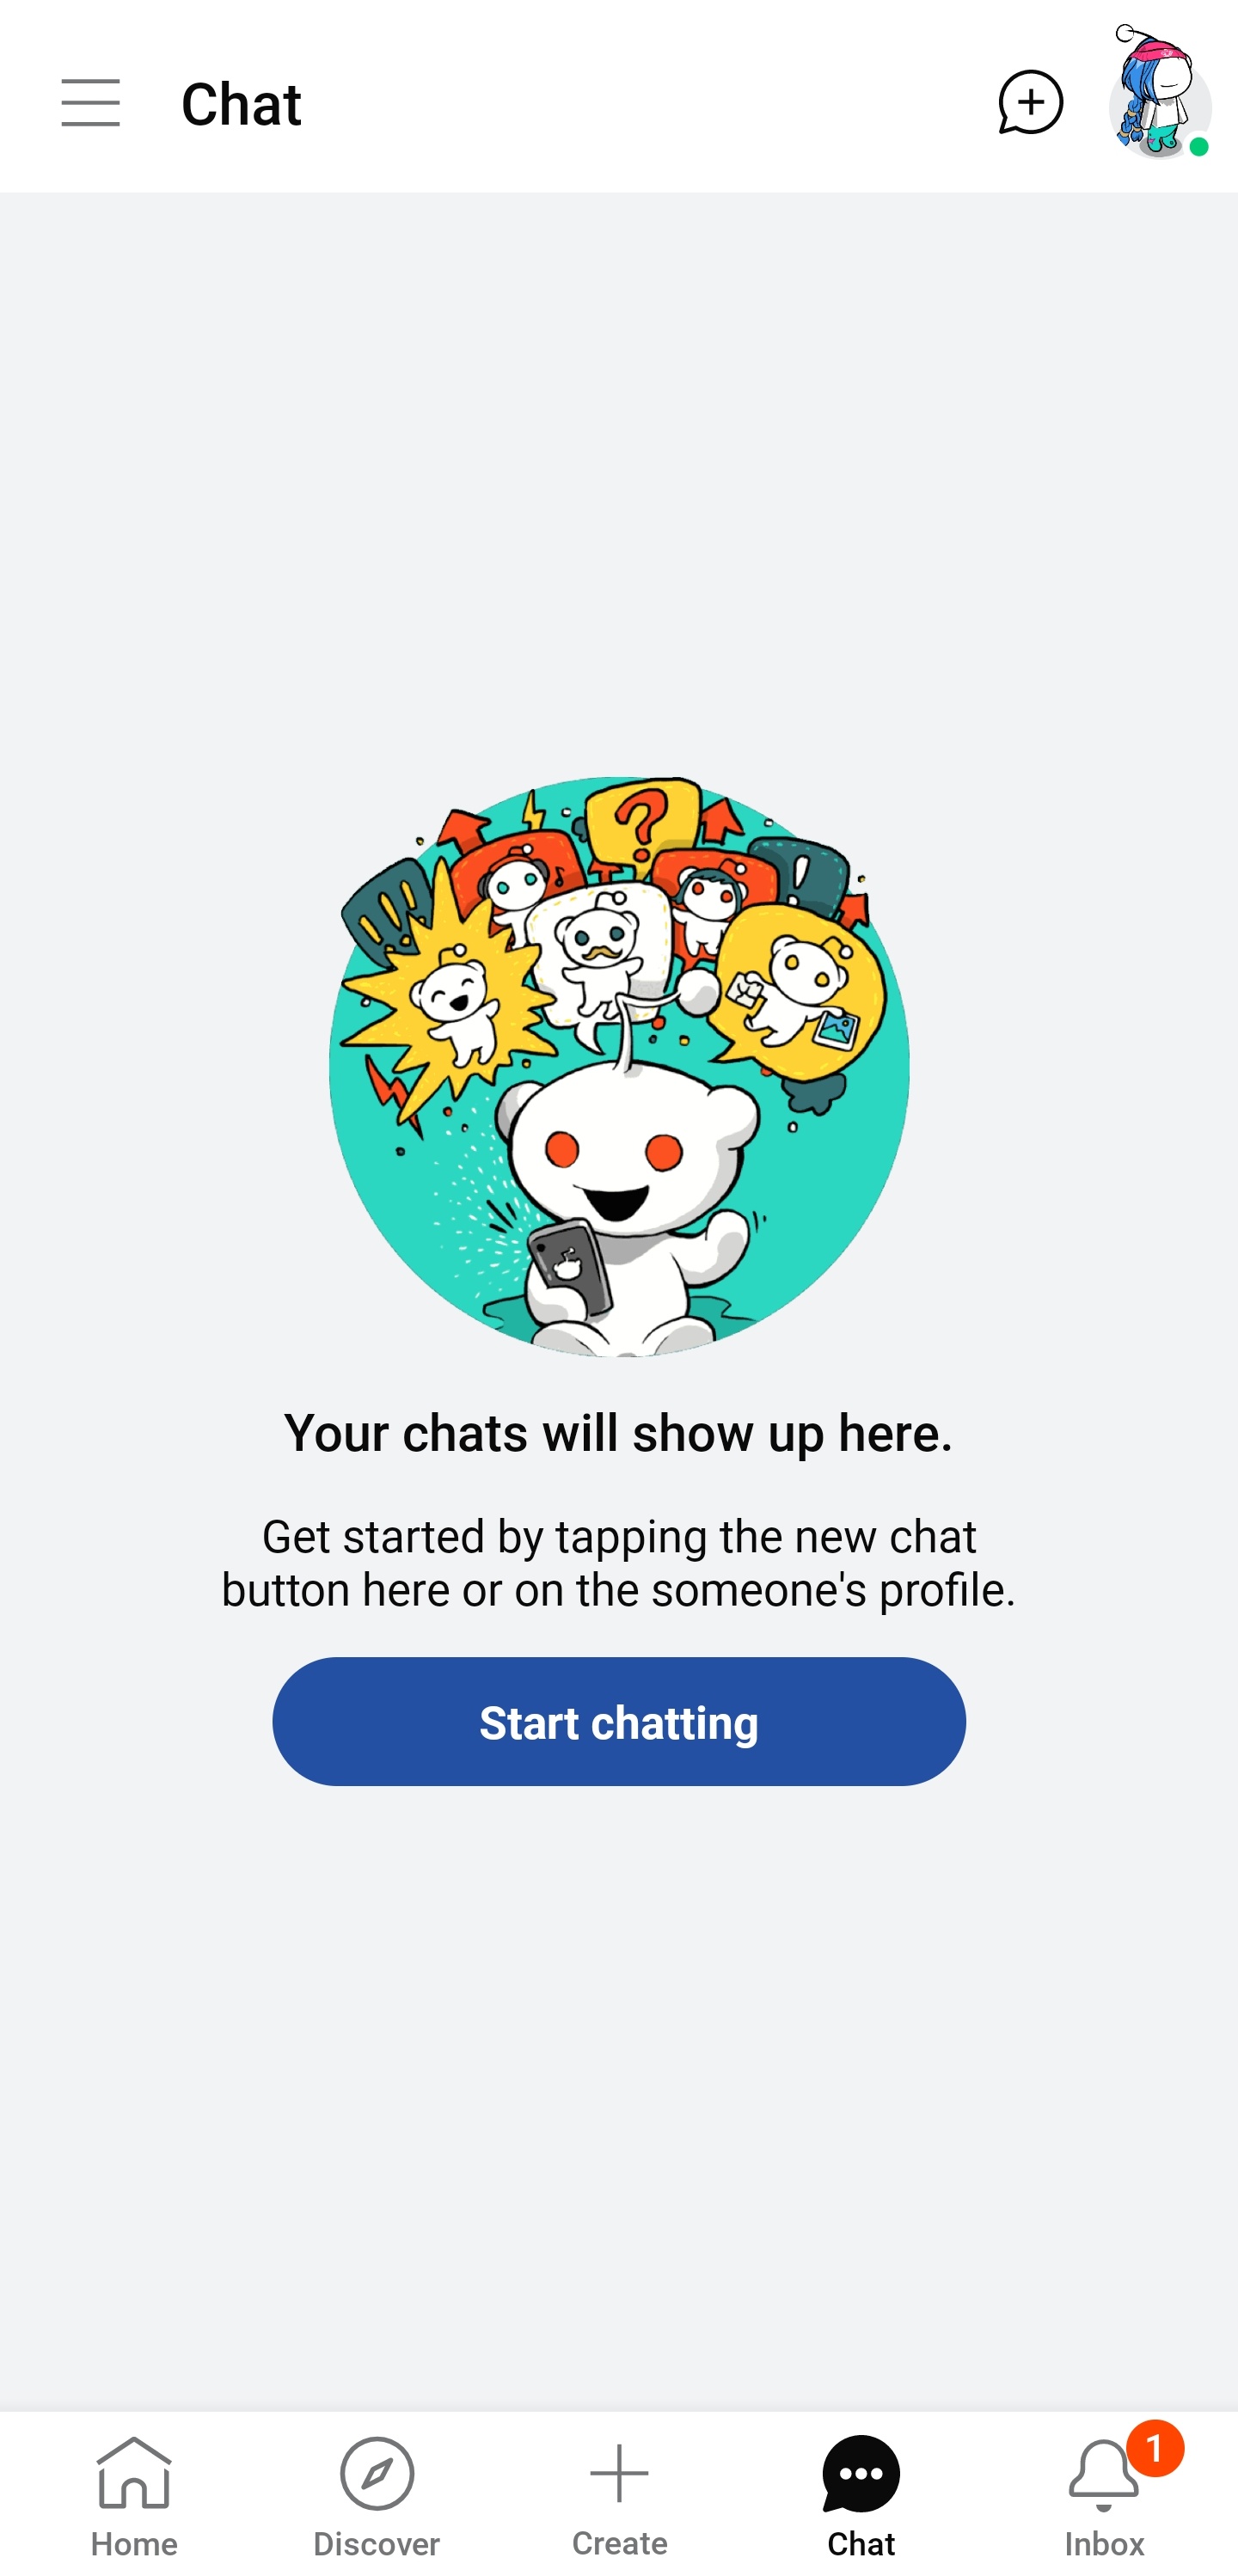 Chat
Your chats will show up here.
Get started by tapping the new chat
button here or on the someone's profile.
Start chatting
1
Home
Discover
Create
Chat
Inbox